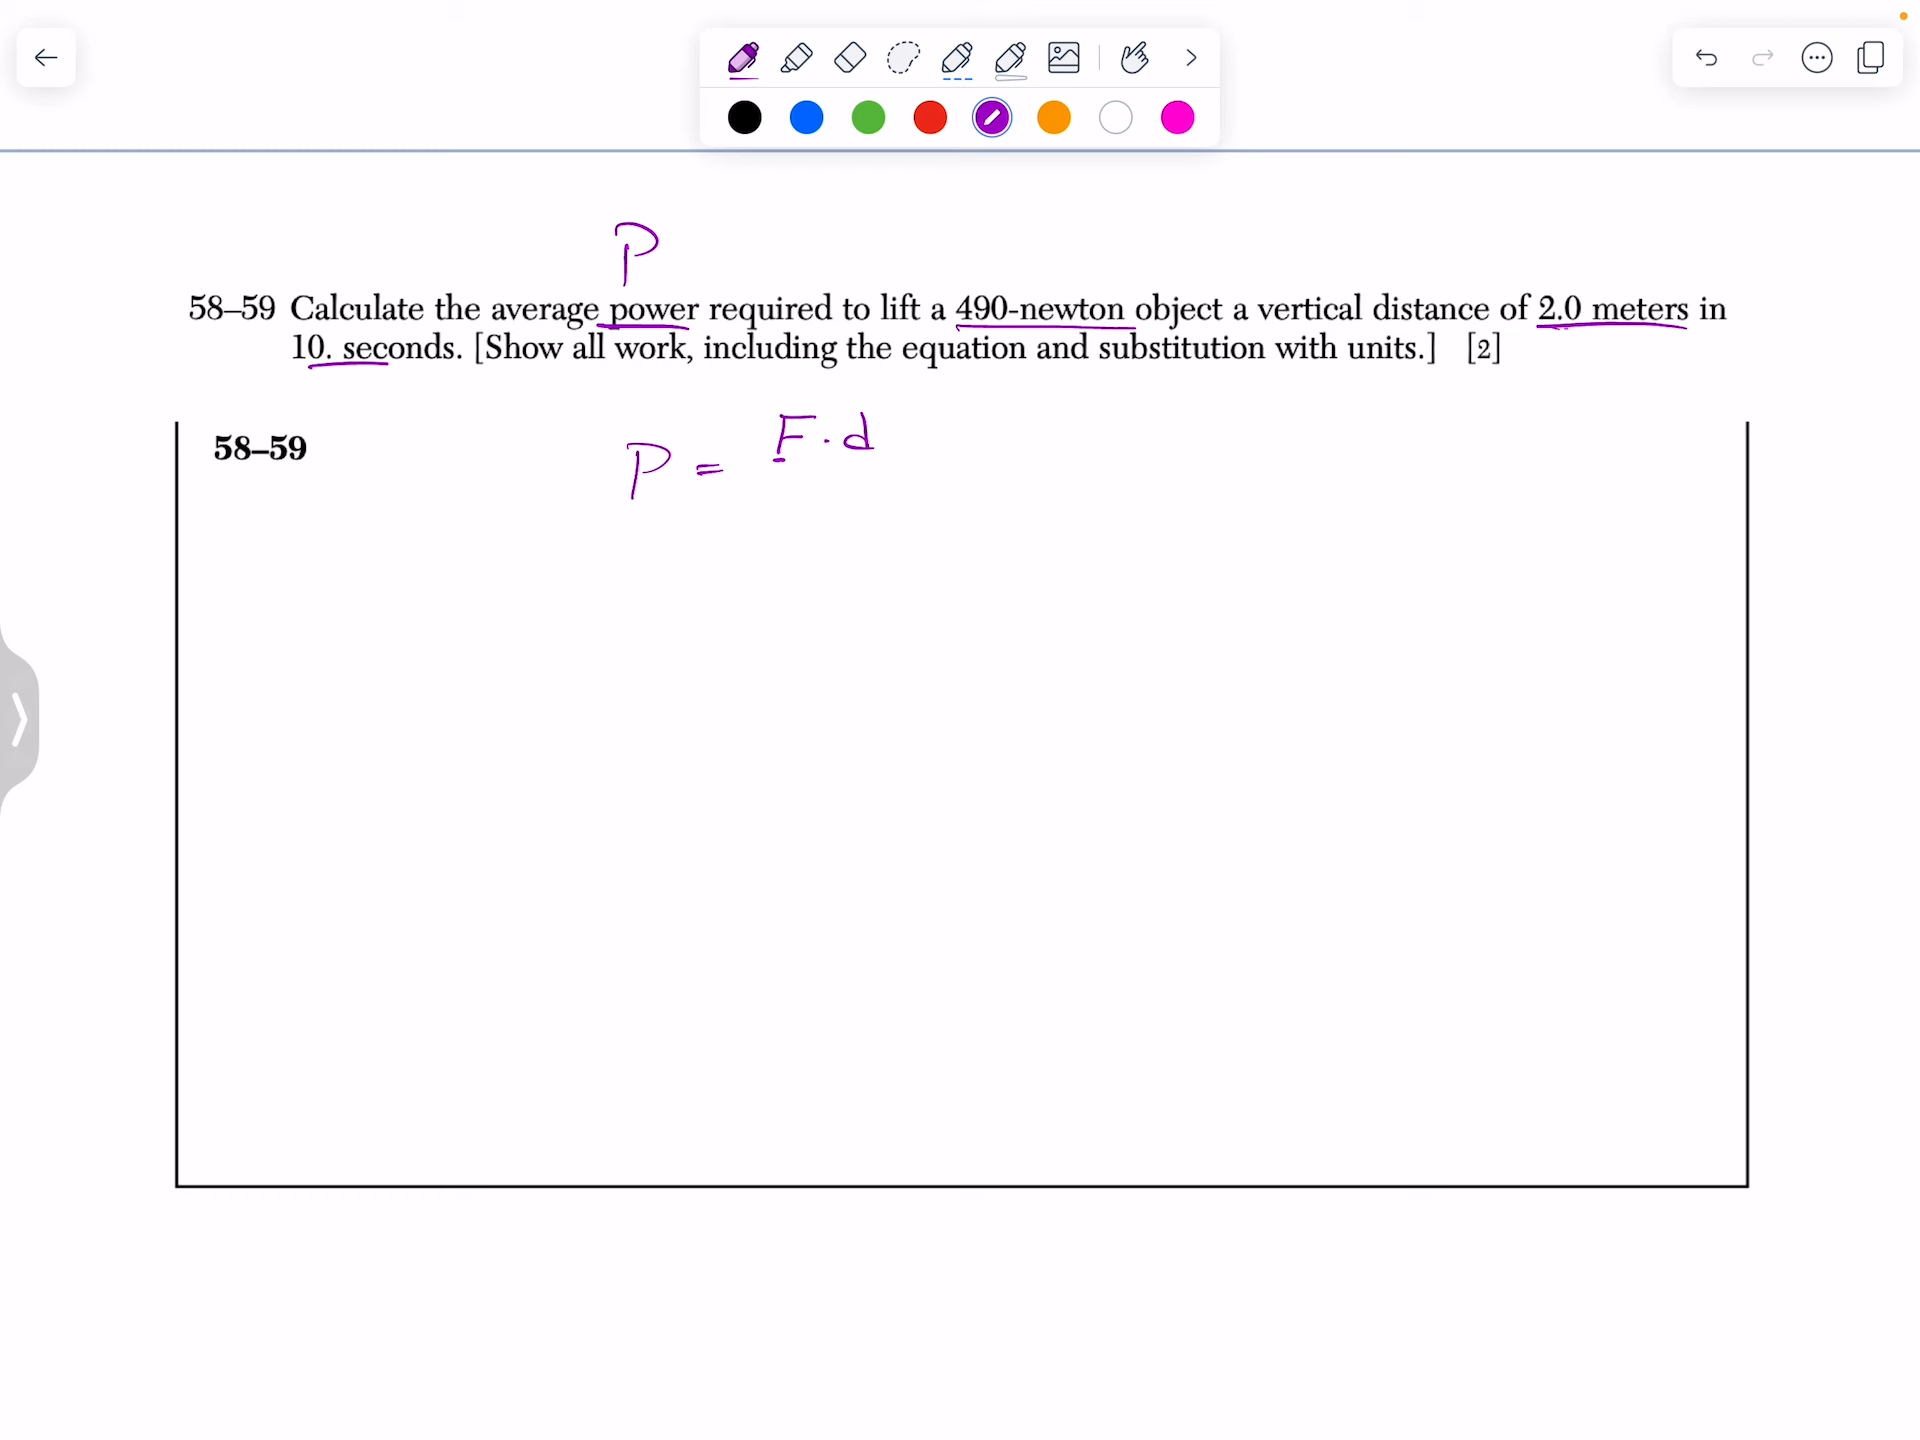 P
58–59 Calculate the average power required to lift a 490-newton object a vertical distance of 2.0 meters in
10. seconds. [Show all work, including the equation and substitution with units.] [2]
58–59
P = F·d